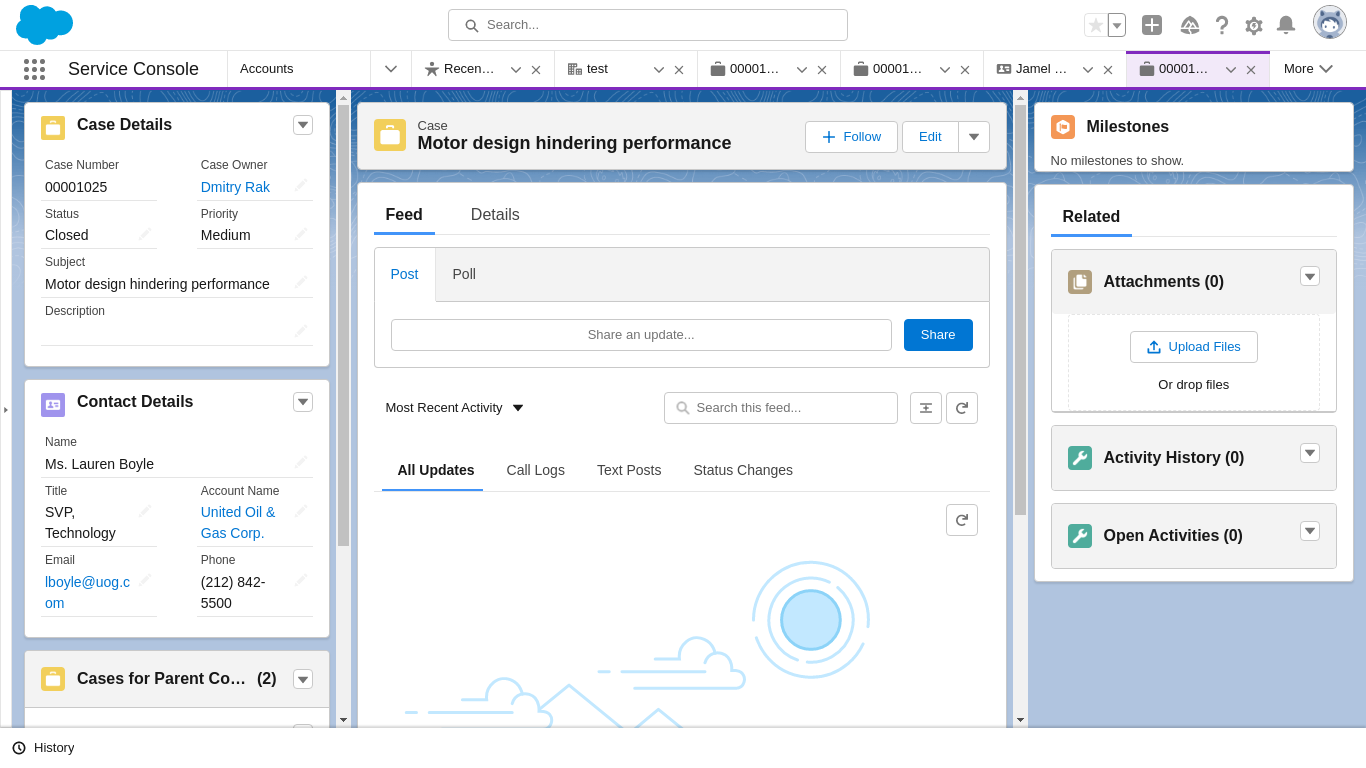 Search...
Service Console
Accounts
Recen...
test
00001...
00001...
Jamel ...
00001...
More
Case Details
Case Number
00001025
Case Owner
Dmitry Rak
Status
Closed
Priority
Medium
Subject
Motor design hindering performance
Description
Contact Details
Name
Ms. Lauren Boyle
Title
SVP,
Technology
Account Name
United Oil &
Gas Corp.
Email
lboyle@uog.c
om
Phone
(212) 842-
5500
Cases for Parent Co... (2)
Case
Motor design hindering performance
Follow
Edit
Feed
Details
Post
Poll
Share an update...
Share
Most Recent Activity
Search this feed...
All Updates
Call Logs
Text Posts
Status Changes
Milestones
No milestones to show.
Related
Attachments (0)
Upload Files
Or drop files
Activity History (0)
Open Activities (0)
History